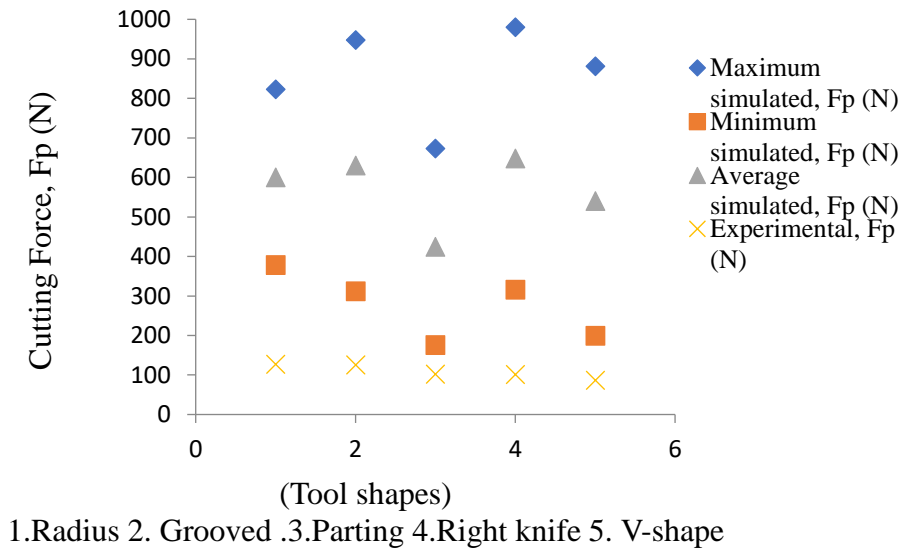 1000
900
800
700
600
500
400
300
200
100
0
Cutting Force, Fp (N)
0 2 4 6
(Tool shapes)
Maximum
simulated, Fp (N)
Minimum
simulated, Fp (N)
Average
simulated, Fp (N)
Experimental, Fp
(N)
1.Radius 2. Grooved .3.Parting 4.Right knife 5. V-shape